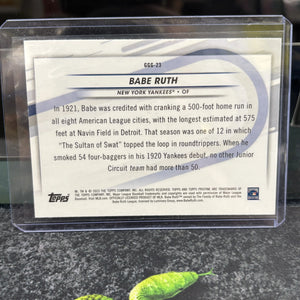 GGG-23
BABE RUTH
NEW YORK YANKEES® • OF
In 1921, Babe was credited with cranking a 500-foot home run in
all eight American League cities, with the longest estimated at 575
feet at Navin Field in Detroit. That season was one of 12 in which
"The Sultan of Swat" topped the loop in roundtrippers. When he
smoked 54 four-baggers in his 1920 Yankees debut, no other Junior
Circuit team had more than 50.
TOPPS